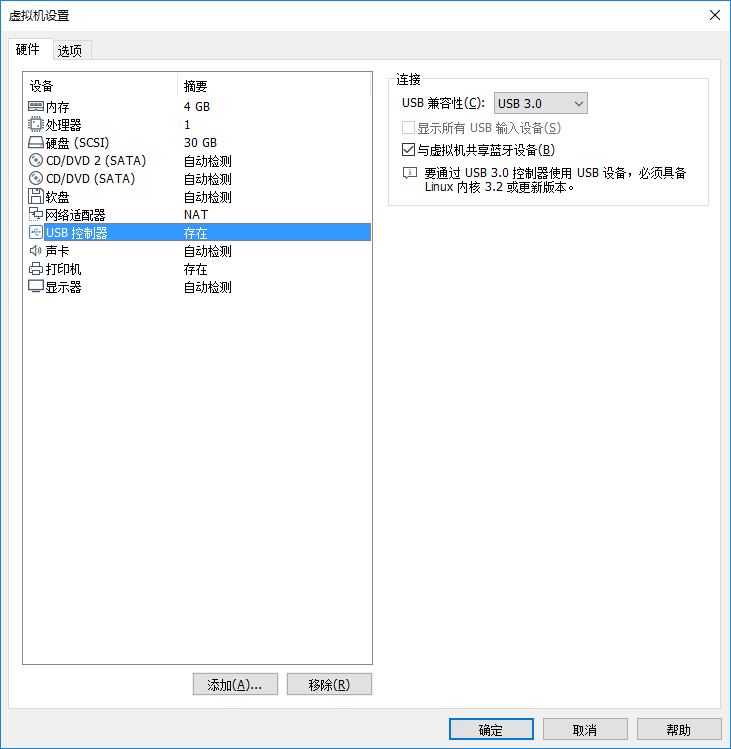 虚拟机设置
硬件 选项
设备 摘要
内存 4 GB
处理器 1
硬盘 (SCSI) 30 GB
CD/DVD 2 (SATA) 自动检测
CD/DVD (SATA) 自动检测
软盘 自动检测
网络适配器 NAT
USB 控制器 存在
声卡 自动检测
打印机 存在
显示器 自动检测
添加(A)... 移除(R)
连接
USB 兼容性(C): USB 3.0
显示所有 USB 输入设备(S)
与虚拟机共享蓝牙设备(B)
要通过 USB 3.0 控制器使用 USB 设备，必须具备
Linux 内核 3.2 或更新版本。
确定 取消 帮助